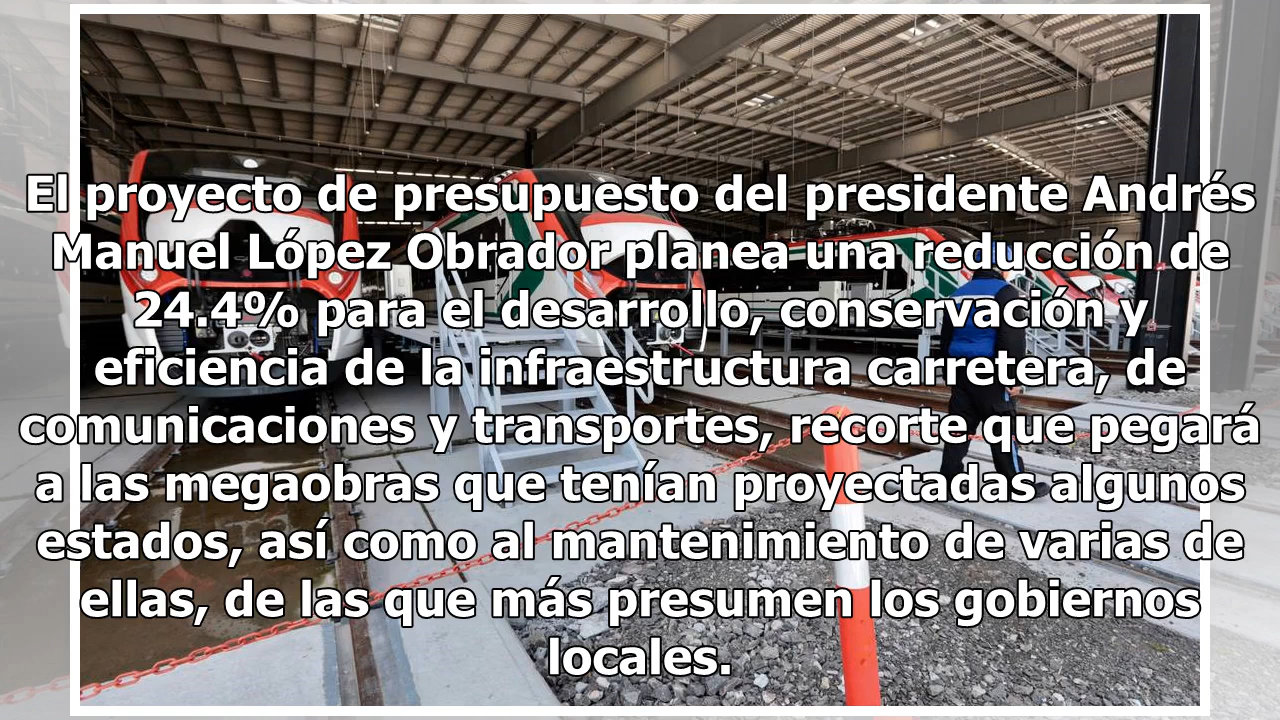 El proyecto de presupuesto del presidente Andrés
Manuel López Obrador planea una reducción de
24.4% para el desarrollo, conservación y
eficiencia de la infraestructura carretera, de
comunicaciones y transportes, recorte que pegará
a las megaobras que tenían proyectadas algunos
estados, así como al mantenimiento de varias de
ellas, de las que más presumen los gobiernos
locales.